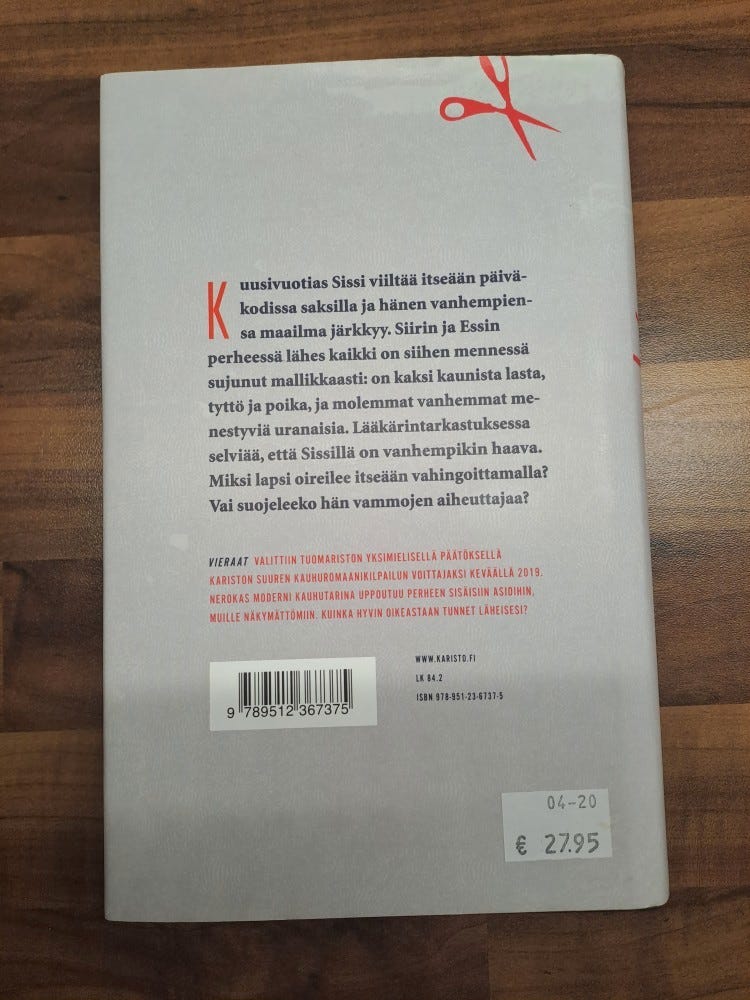 Kuusivuotias Sissi viiltää itseään päivä-
kodissa saksilla ja hänen vanhempien-
sa maailma järkkyy. Siirin ja Essin
perheessä lähes kaikki on siihen mennessä
sujunut mallikkaasti: on kaksi kaunista lasta,
tyttö ja poika, ja molemmat vanhemmat me-
nestyviä uranaisia. Lääkärintarkastuksessa
selviää, että Sissillä on vanhempikin haava.
Miksi lapsi oireilee itseään vahingoittamalla?
Vai suojeleeko hän vammojen aiheuttajaa?
VIERAAT VALITTIIN TUOMARISTON YKSIMIELISELLÄ PÄÄTÖKSELLÄ
KARISTON SUUREN KAUHUROMAANIKILPAILUN VOITTAJAKSI KEVÄÄLLÄ 2019.
NEROKAS MODERNI KAUHUTARINA UPPOUTUU PERHEEN SISÄISIIN ASIOIHIN,
MUILLE NÄKYMÄTTÖMIIN. KUINKA HYVIN OIKEASTAAN TUNNET LÄHEISESI?
WWW.KARISTO.FI
LK 84.2
ISBN 978-951-23-6737-5
9 789512 367375
04-20
€ 27.95